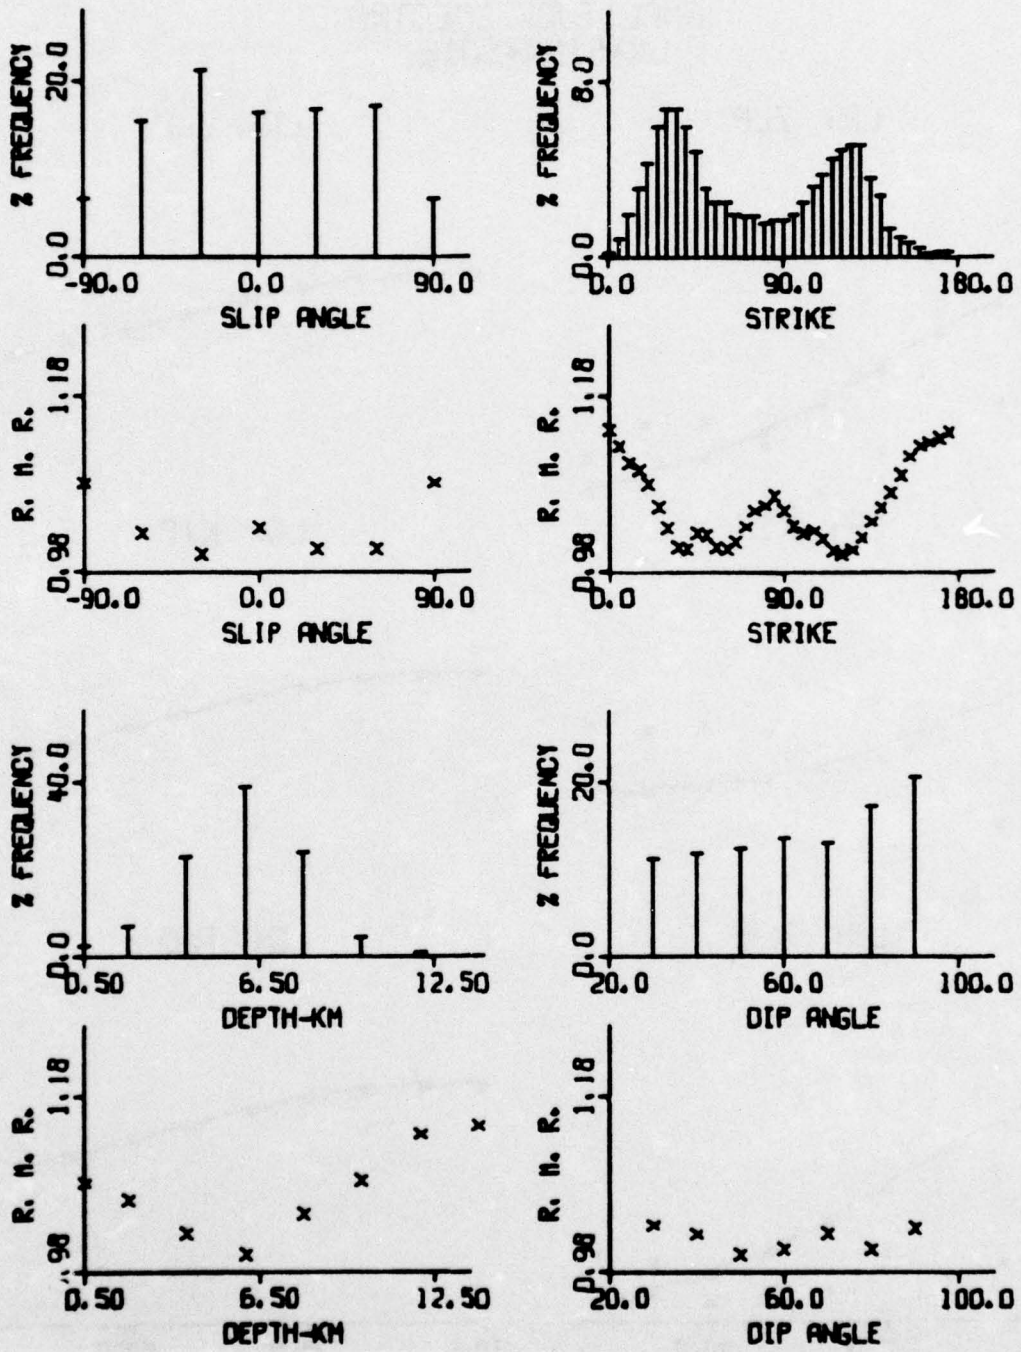 % FREQUENCY
20.0
0.0
-90.0 0.0 90.0
SLIP ANGLE
% FREQUENCY
8.0
0.0
0.0 90.0 180.0
STRIKE
R. M. R.
1.18
0.98
-90.0 0.0 90.0
SLIP ANGLE
R. M. R.
1.18
0.98
0.0 90.0 180.0
STRIKE
% FREQUENCY
40.0
0.0
0.50 6.50 12.50
DEPTH-KM
% FREQUENCY
20.0
0.0
20.0 60.0 100.0
DIP ANGLE
R. M. R.
1.18
.98
0.50 6.50 12.50
DEPTH-KM
R. M. R.
1.18
0.98
20.0 60.0 100.0
DIP ANGLE